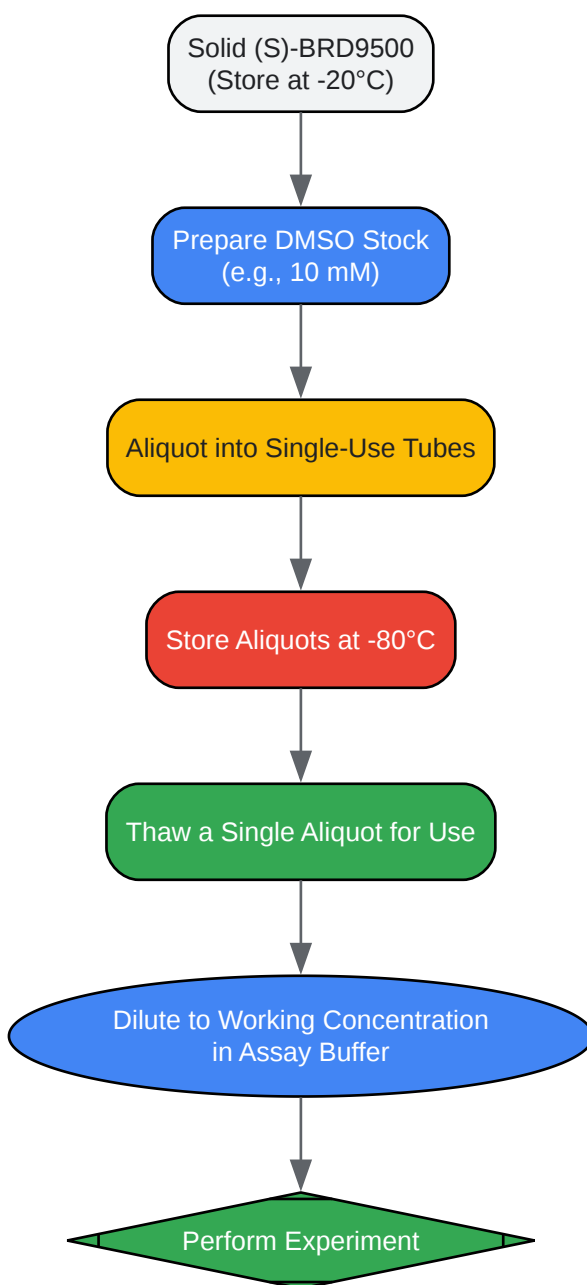 Solid (S)-BRD9500
(Store at -20°C)
Prepare DMSO Stock
(e.g., 10 mM)
Aliquot into Single-Use Tubes
Store Aliquots at -80°C
Thaw a Single Aliquot for Use
Dilute to Working Concentration
in Assay Buffer
Perform Experiment